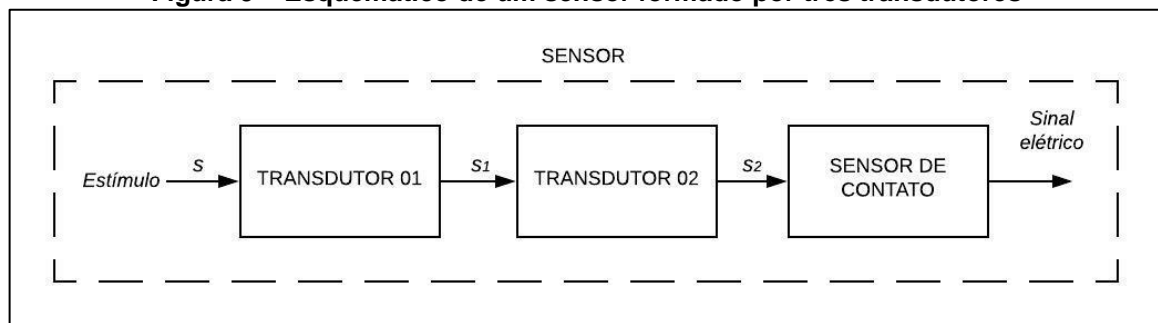 SENSOR
Estímulo
s
TRANSDUTOR 01
s1
TRANSDUTOR 02
s2
SENSOR DE
CONTATO
Sinal
elétrico